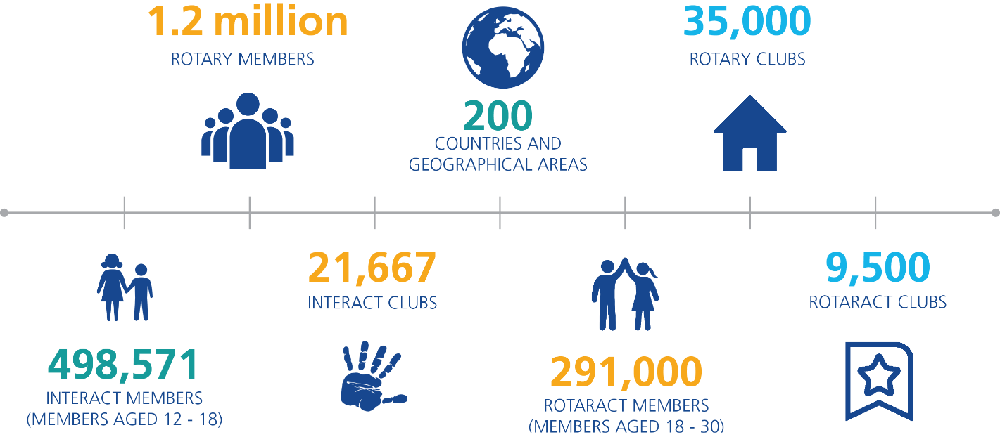 1.2 million
ROTARY MEMBERS
200
COUNTRIES AND
GEOGRAPHICAL AREAS
35,000
ROTARY CLUBS
498,571
INTERACT MEMBERS
(MEMBERS AGED 12 - 18)
21,667
INTERACT CLUBS
291,000
ROTARACT MEMBERS
(MEMBERS AGED 18 - 30)
9,500
ROTARACT CLUBS